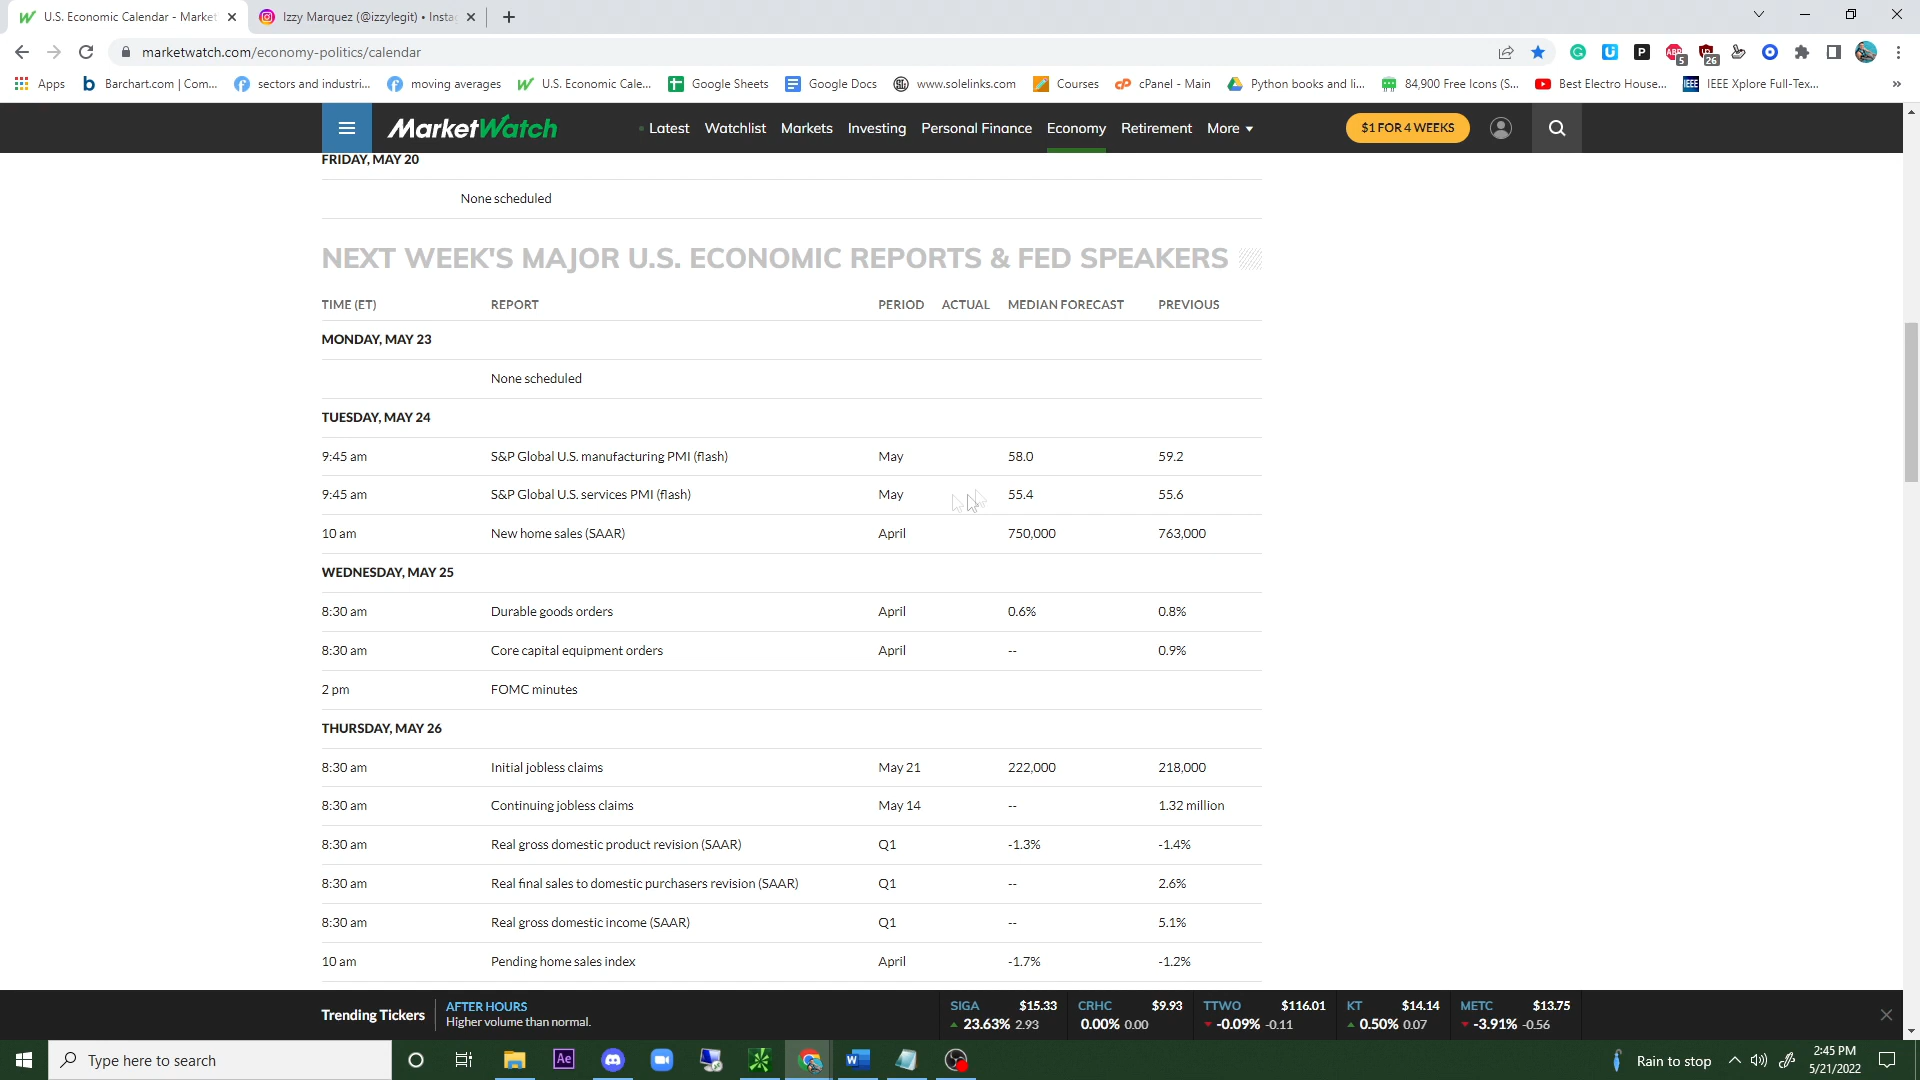 U.S. Economic Calendar - Market
Izzy Marquez (@izzylegit) • Insta
marketwatch.com/economy-politics/calendar
5
26
Apps
Barchart.com | Com...
sectors and industri...
moving averages
U.S. Economic Cale...
Google Sheets
Google Docs
www.solelinks.com
Courses
cPanel - Main
Python books and li...
84,900 Free Icons (S...
Best Electro House...
IEEE Xplore Full-Tex...
MarketWatch
Latest
Watchlist
Markets
Investing
Personal Finance
Economy
Retirement
More
$1 FOR 4 WEEKS
FRIDAY, MAY 20
None scheduled
NEXT WEEK'S MAJOR U.S. ECONOMIC REPORTS & FED SPEAKERS
TIME (ET) REPORT PERIOD ACTUAL MEDIAN FORECAST PREVIOUS
MONDAY, MAY 23
None scheduled
TUESDAY, MAY 24
9:45 am S&P Global U.S. manufacturing PMI (flash) May 58.0 59.2
9:45 am S&P Global U.S. services PMI (flash) May 55.4 55.6
10 am New home sales (SAAR) April 750,000 763,000
WEDNESDAY, MAY 25
8:30 am Durable goods orders April 0.6% 0.8%
8:30 am Core capital equipment orders April -- 0.9%
2 pm FOMC minutes
THURSDAY, MAY 26
8:30 am Initial jobless claims May 21 222,000 218,000
8:30 am Continuing jobless claims May 14 -- 1.32 million
8:30 am Real gross domestic product revision (SAAR) Q1 -1.3% -1.4%
8:30 am Real final sales to domestic purchasers revision (SAAR) Q1 -- 2.6%
8:30 am Real gross domestic income (SAAR) Q1 -- 5.1%
10 am Pending home sales index April -1.7% -1.2%
Trending Tickers
AFTER HOURS
Higher volume than normal.
SIGA $15.33
23.63% 2.93
CRHC $9.93
0.00% 0.00
TTWO $116.01
-0.09% -0.11
KT $14.14
0.50% 0.07
METC $13.75
-3.91% -0.56
Type here to search
Ae
Rain to stop
2:45 PM
5/21/2022